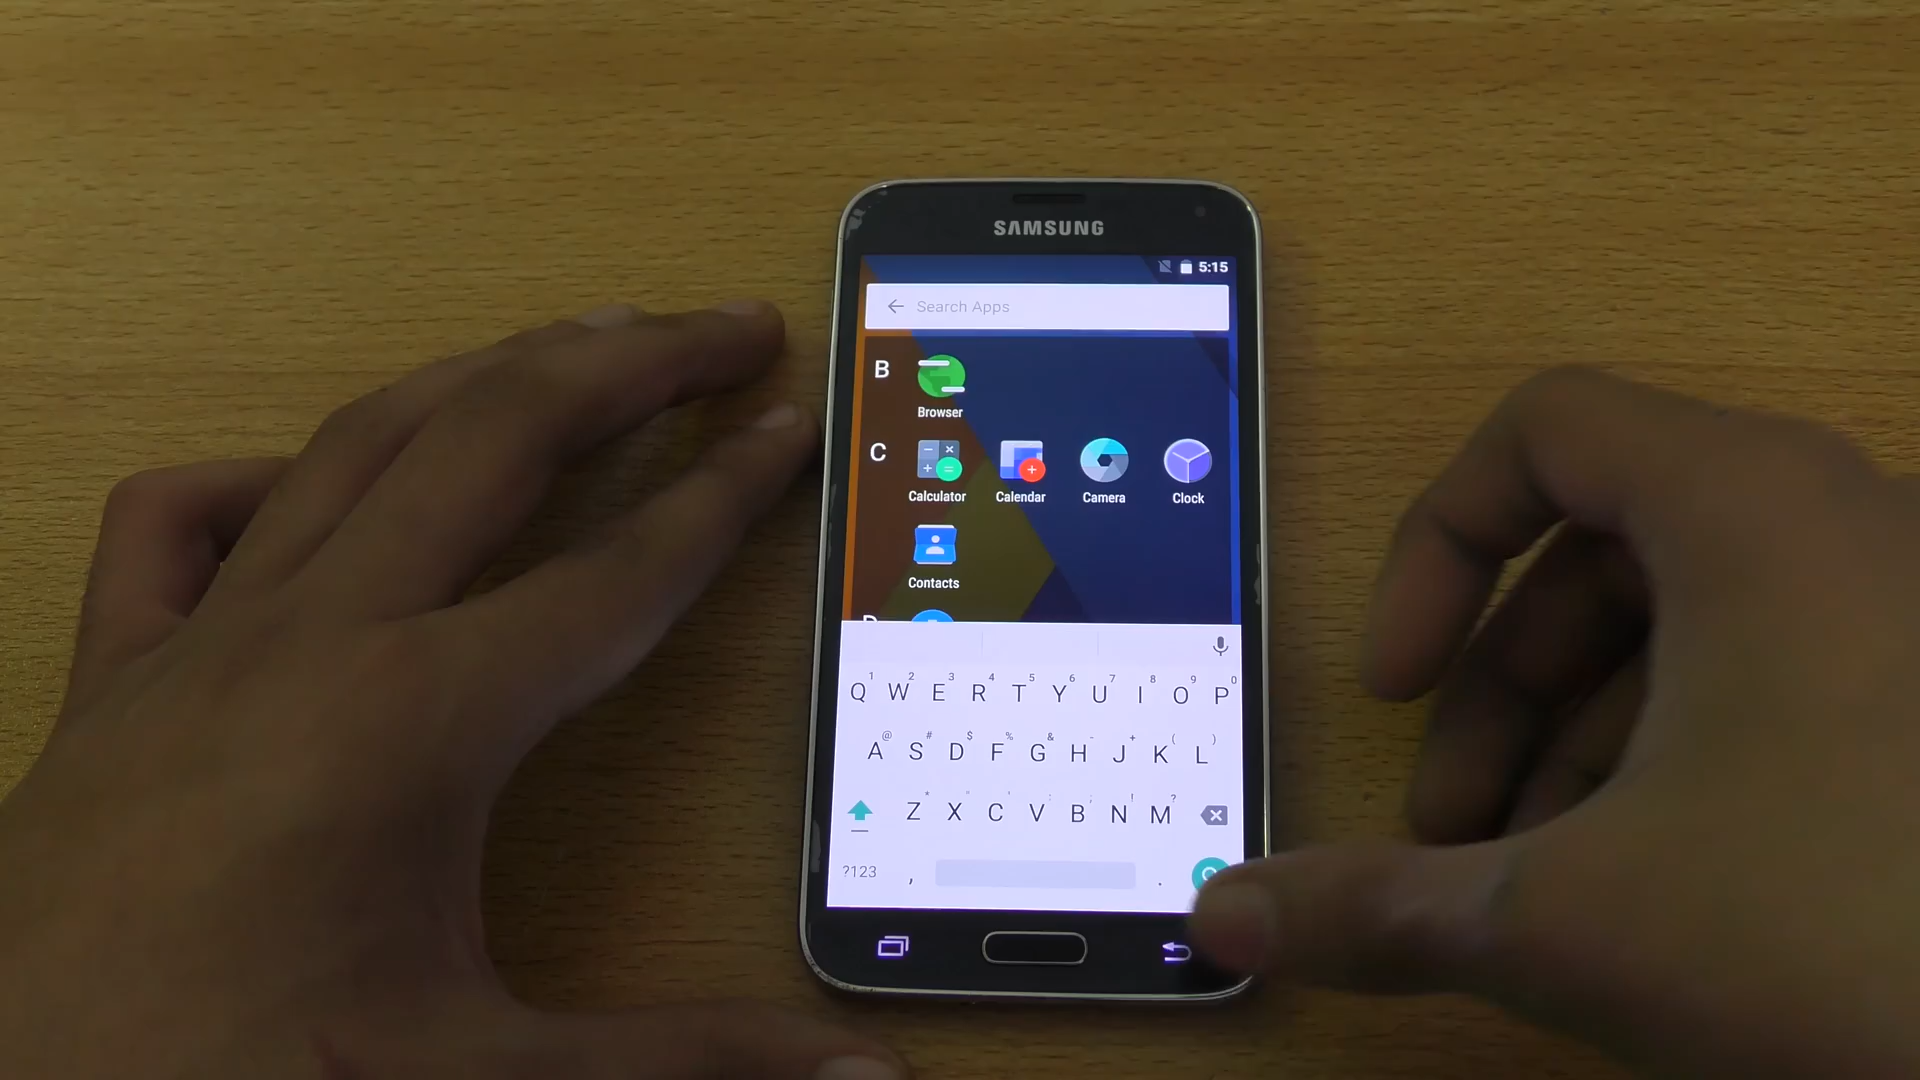 SAMSUNG
5:15
Search Apps
B
Browser
C
Calculator Calendar Camera Clock
Contacts
1 2 3 4 5 6 7 8 9 0
Q W E R T Y U I O P
@ # $ % & - + ( )
A S D F G H J K L
Z X C V B N M
?123 , .